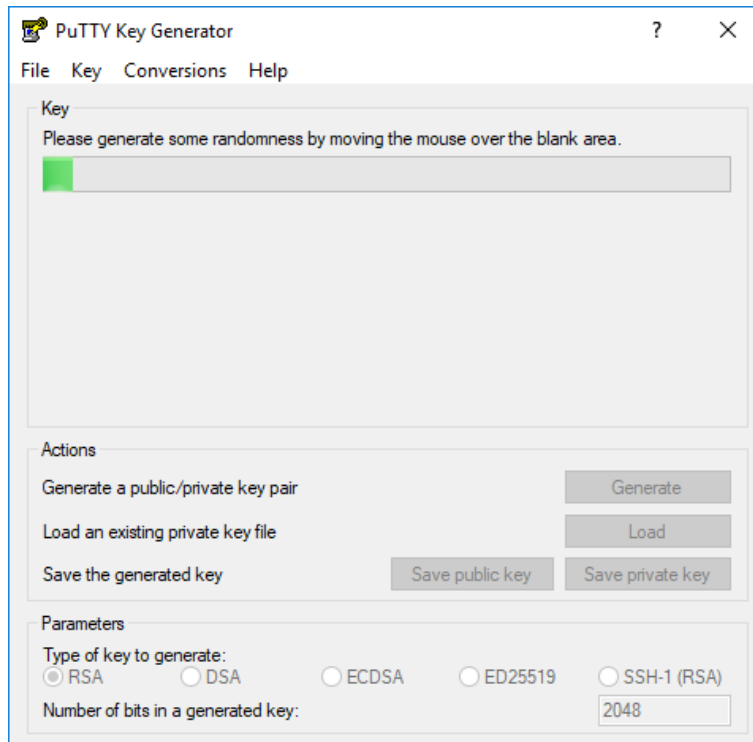 PuTTY Key Generator ?
File Key Conversions Help
Key
Please generate some randomness by moving the mouse over the blank area.
Actions
Generate a public/private key pair Generate
Load an existing private key file Load
Save the generated key Save public key Save private key
Parameters
Type of key to generate:
RSA DSA ECDSA ED25519 SSH-1 (RSA)
Number of bits in a generated key: 2048